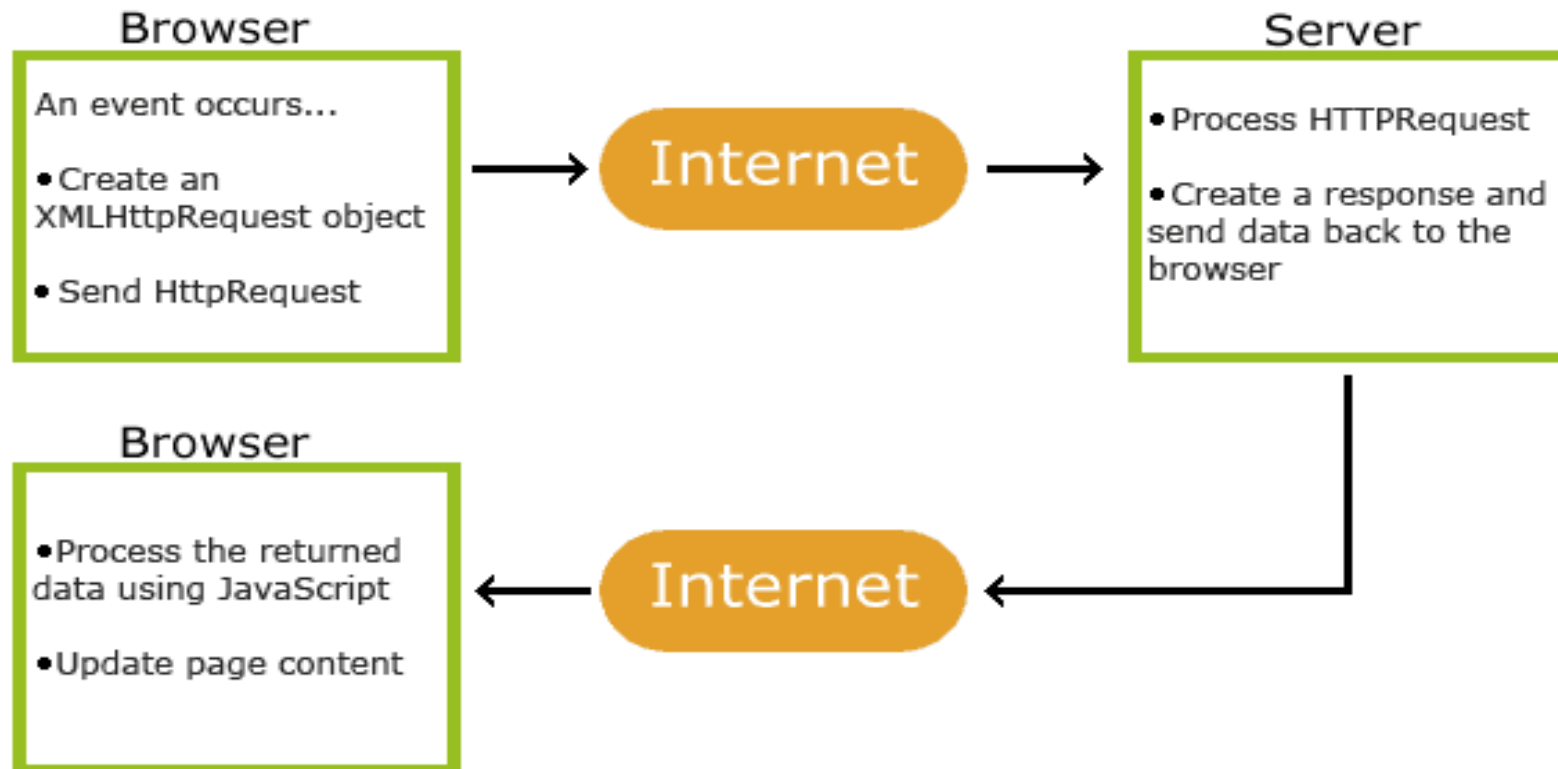 Browser
An event occurs...
•Create an
XMLHttpRequest object
• Send HttpRequest
Internet
Server
•Process HTTPRequest
•Create a response and
send data back to the
browser
Browser
•Process the returned
data using JavaScript
•Update page content
Internet